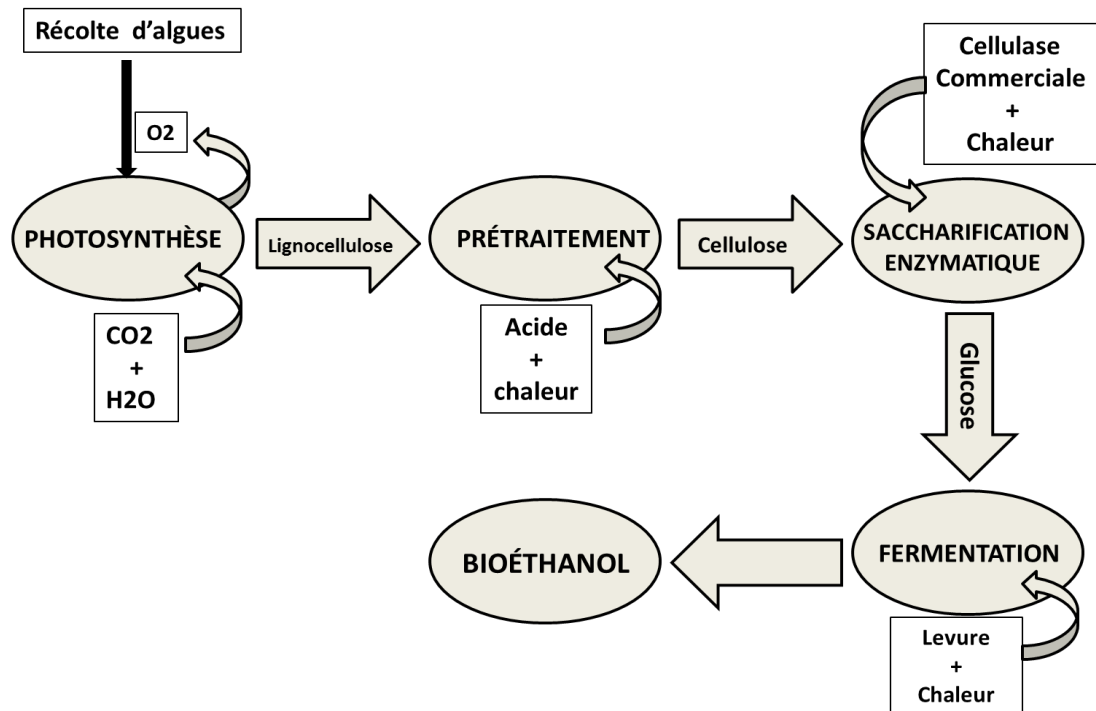 Récolte d'algues
O2
PHOTOSYNTHÈSE
CO2
+
H2O
Lignocellulose
PRÉTRAITEMENT
Acide
+
chaleur
Cellulose
Cellulase
Commerciale
+
Chaleur
SACCHARIFICATION
ENZYMATIQUE
Glucose
FERMENTATION
Levure
+
Chaleur
BIOÉTHANOL